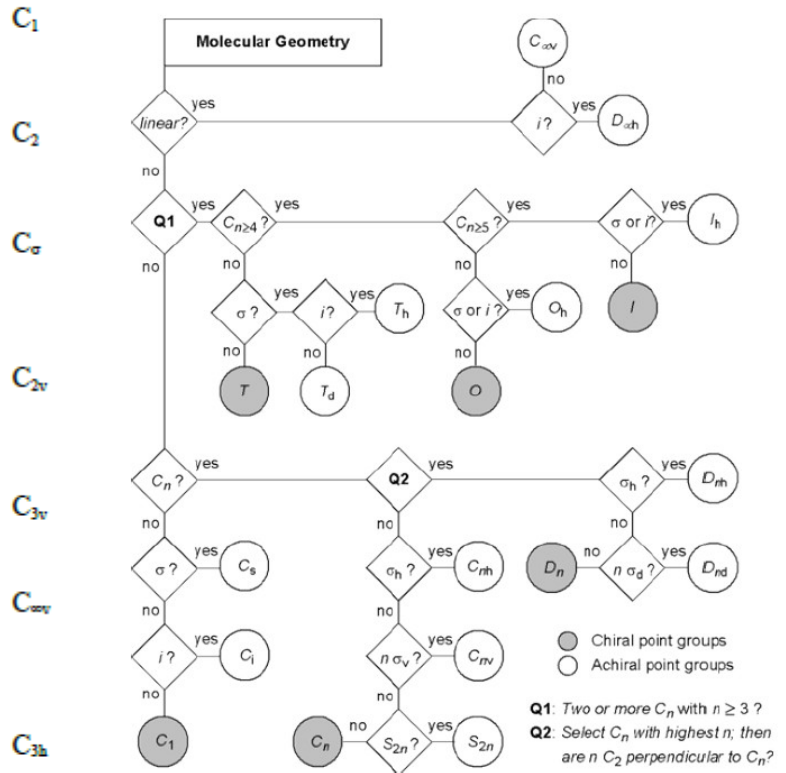 C₁
C₂
Cσ
C₂ᵥ
C₃ᵥ
C∞ᵥ
C₃ₕ
Molecular Geometry
C∞v
no
yes
linear?
yes
i?
D∞h
no
Q1
yes
Cn≥4 ?
yes
Cn≥5 ?
yes
σ or i?
yes
Ih
no
no
no
no
σ ?
yes
i?
yes
Th
σ or i ?
yes
Oh
I
no
no
no
T
Td
O
Cn ?
yes
Q2
yes
σh ?
yes
Dnh
no
no
no
σ ?
yes
Cs
σh ?
yes
Cnh
Dn
no
n σd ?
yes
Dnd
no
no
i ?
yes
Ci
n σv ?
yes
Cnv
no
no
C1
Cn
no
S2n ?
yes
S2n
Chiral point groups
Achiral point groups
Q1: Two or more Cn with n ≥ 3 ?
Q2: Select Cn with highest n; then
are n C2 perpendicular to Cn?